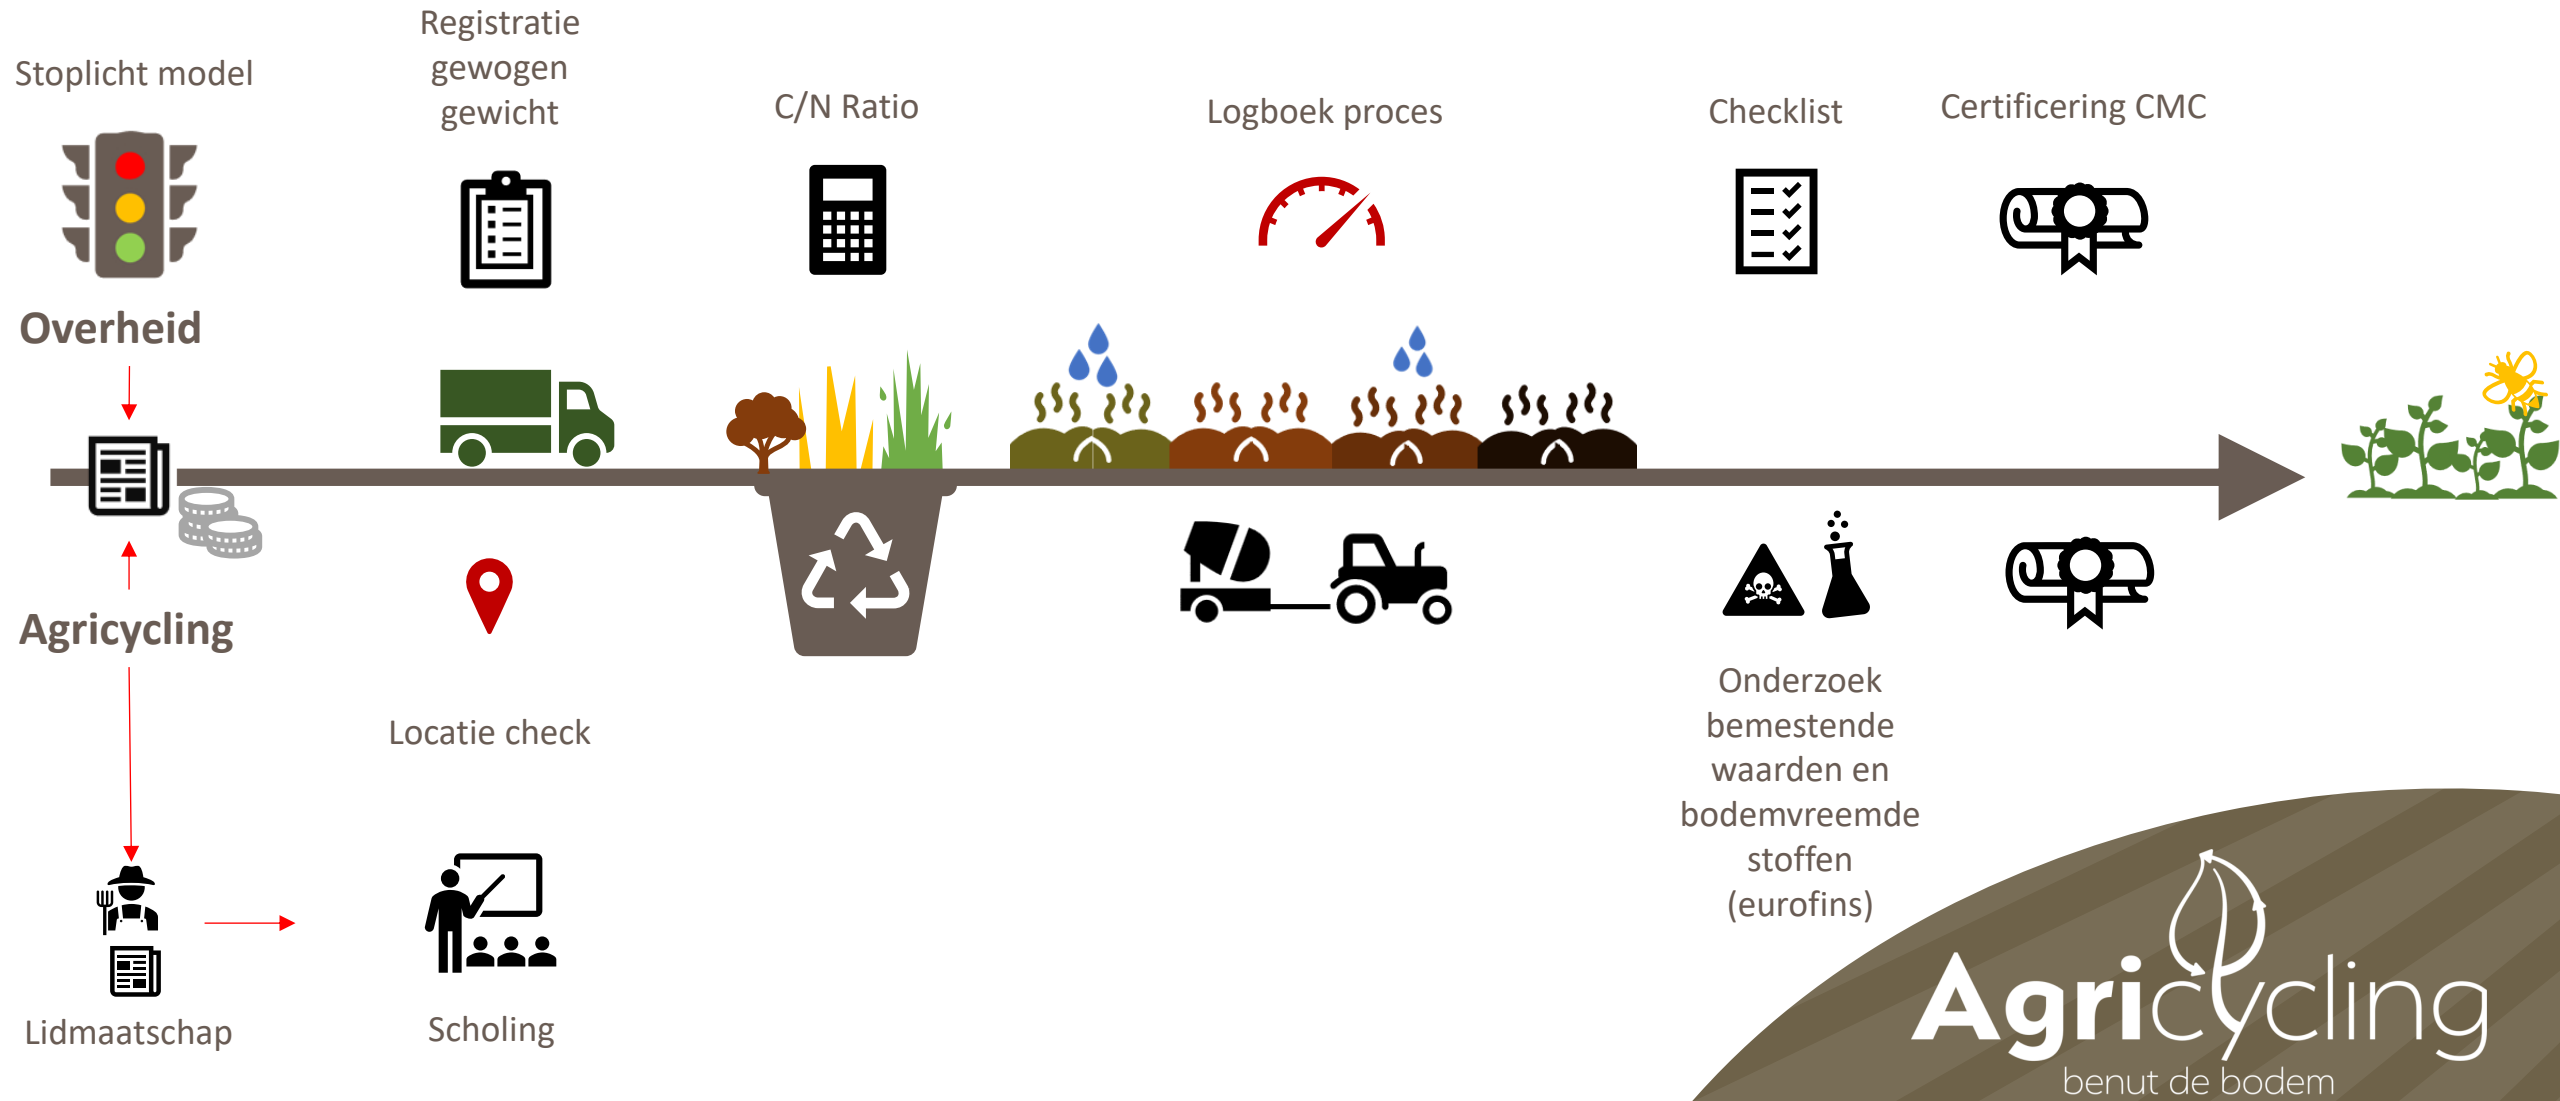 Stoplicht model
Registratie
gewogen
gewicht
C/N Ratio
Logboek proces
Checklist
Certificering CMC
Overheid
Agricycling
Locatie check
Onderzoek
bemestende
waarden en
bodemvreemde
stoffen
(eurofins)
Lidmaatschap
Scholing
Agricycling
benut de bodem